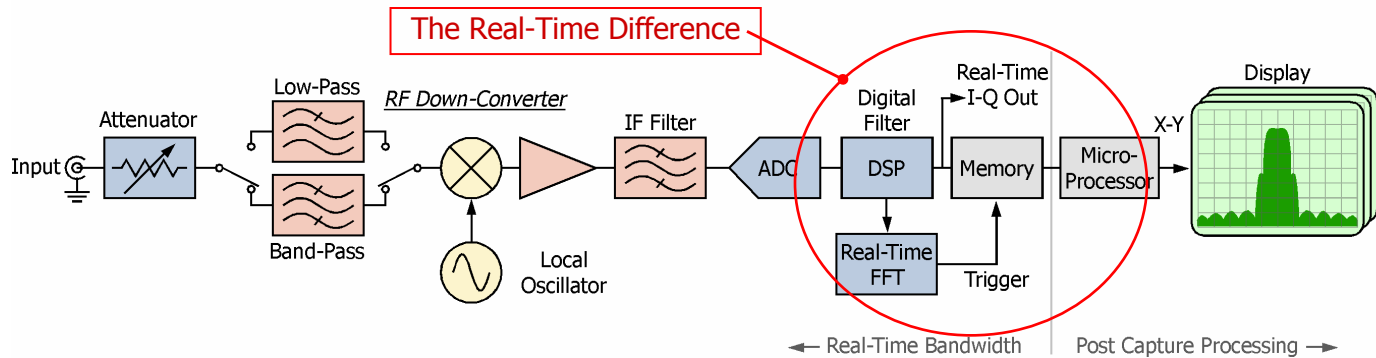 The Real-Time Difference
Low-Pass
RF Down-Converter
Attenuator
Input
Band-Pass
Local
Oscillator
IF Filter
ADC
Digital
Filter
DSP
Real-Time
I-Q Out
Memory
Real-Time
FFT
Trigger
Micro-
Processor
X-Y
Display
Real-Time Bandwidth
Post Capture Processing